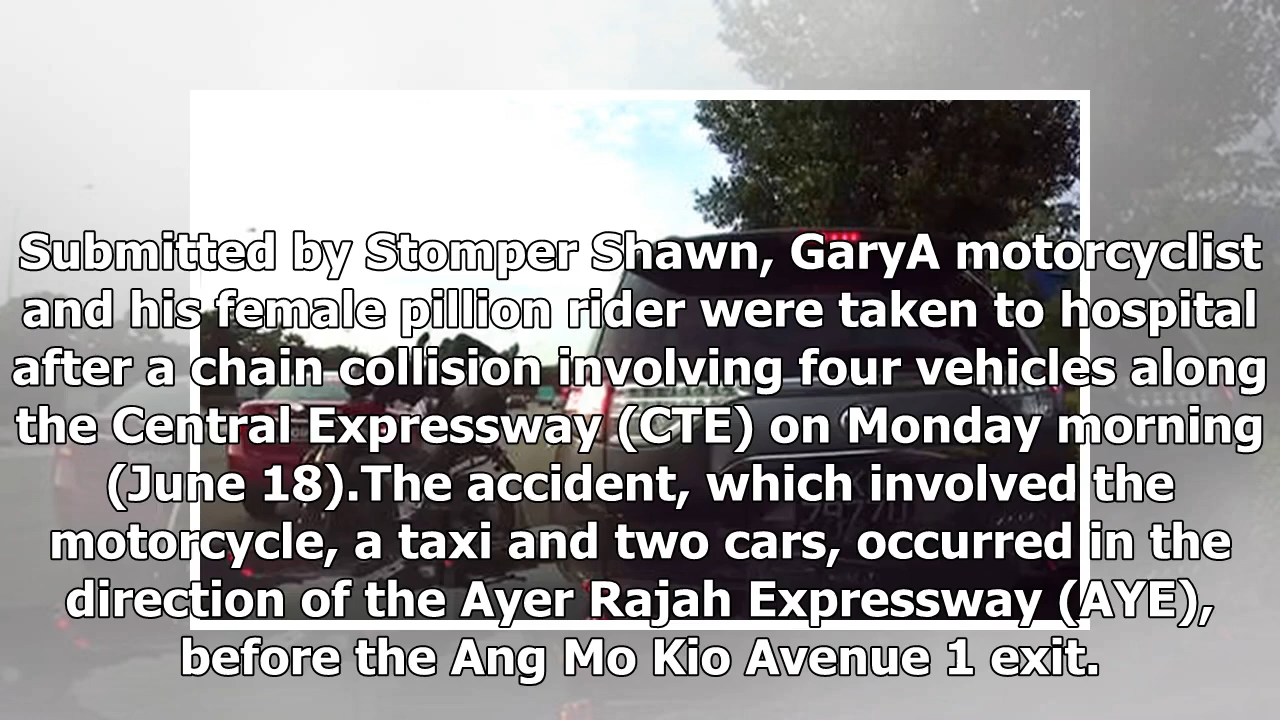 Submitted by Stomper Shawn, GaryA motorcyclist
and his female pillion rider were taken to hospital
after a chain collision involving four vehicles along
the Central Expressway (CTE) on Monday morning
(June 18).The accident, which involved the
motorcycle, a taxi and two cars, occurred in the
direction of the Ayer Rajah Expressway (AYE),
before the Ang Mo Kio Avenue 1 exit.